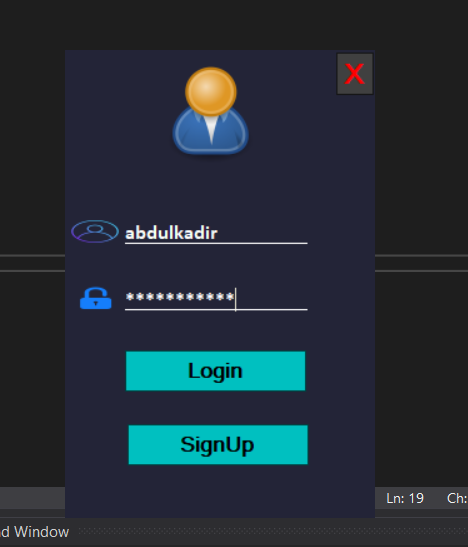 X
abdulkadir
***********
Login
SignUp
Ln: 19 Ch:
d Window